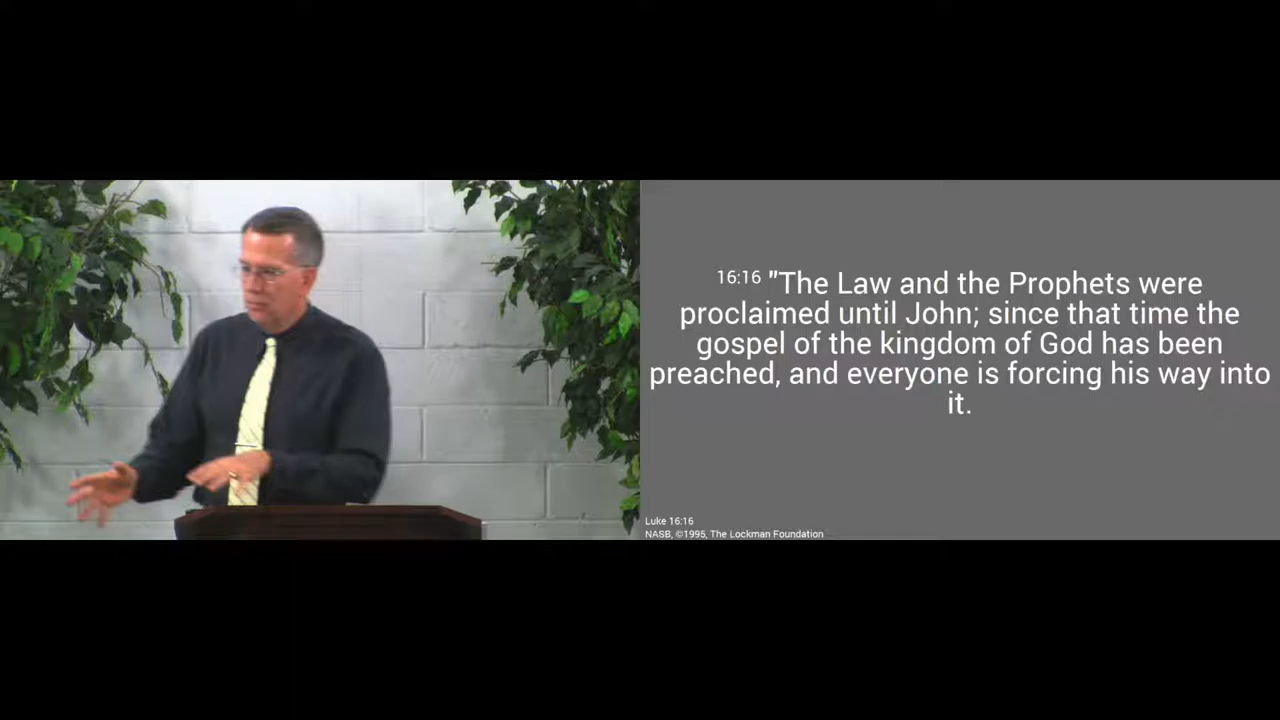 16:16 "The Law and the Prophets were
proclaimed until John; since that time the
gospel of the kingdom of God has been
preached, and everyone is forcing his way into
it.
Luke 16:16
NASB, ©1995, The Lockman Foundation